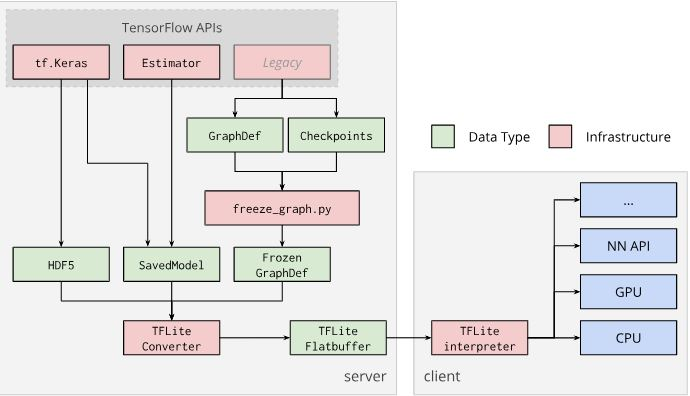 TensorFlow APIs
tf.Keras
Estimator
Legacy
GraphDef
Checkpoints
Data Type
Infrastructure
freeze_graph.py
...
NN API
HDF5
SavedModel
Frozen
GraphDef
GPU
TFLite
Converter
TFLite
Flatbuffer
TFLite
interpreter
CPU
server
client